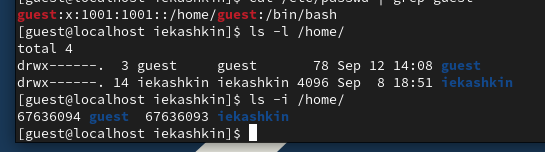 guest:x:1001:1001::/home/guest:/bin/bash
[guest@localhost iekashkin]$ ls -l /home/
total 4
drwx------.  3 guest     guest       78 Sep 12 14:08 guest
drwx------. 14 iekashkin iekashkin 4096 Sep  8 18:51 iekashkin
[guest@localhost iekashkin]$ ls -i /home/
67636094 guest  67636093 iekashkin
[guest@localhost iekashkin]$